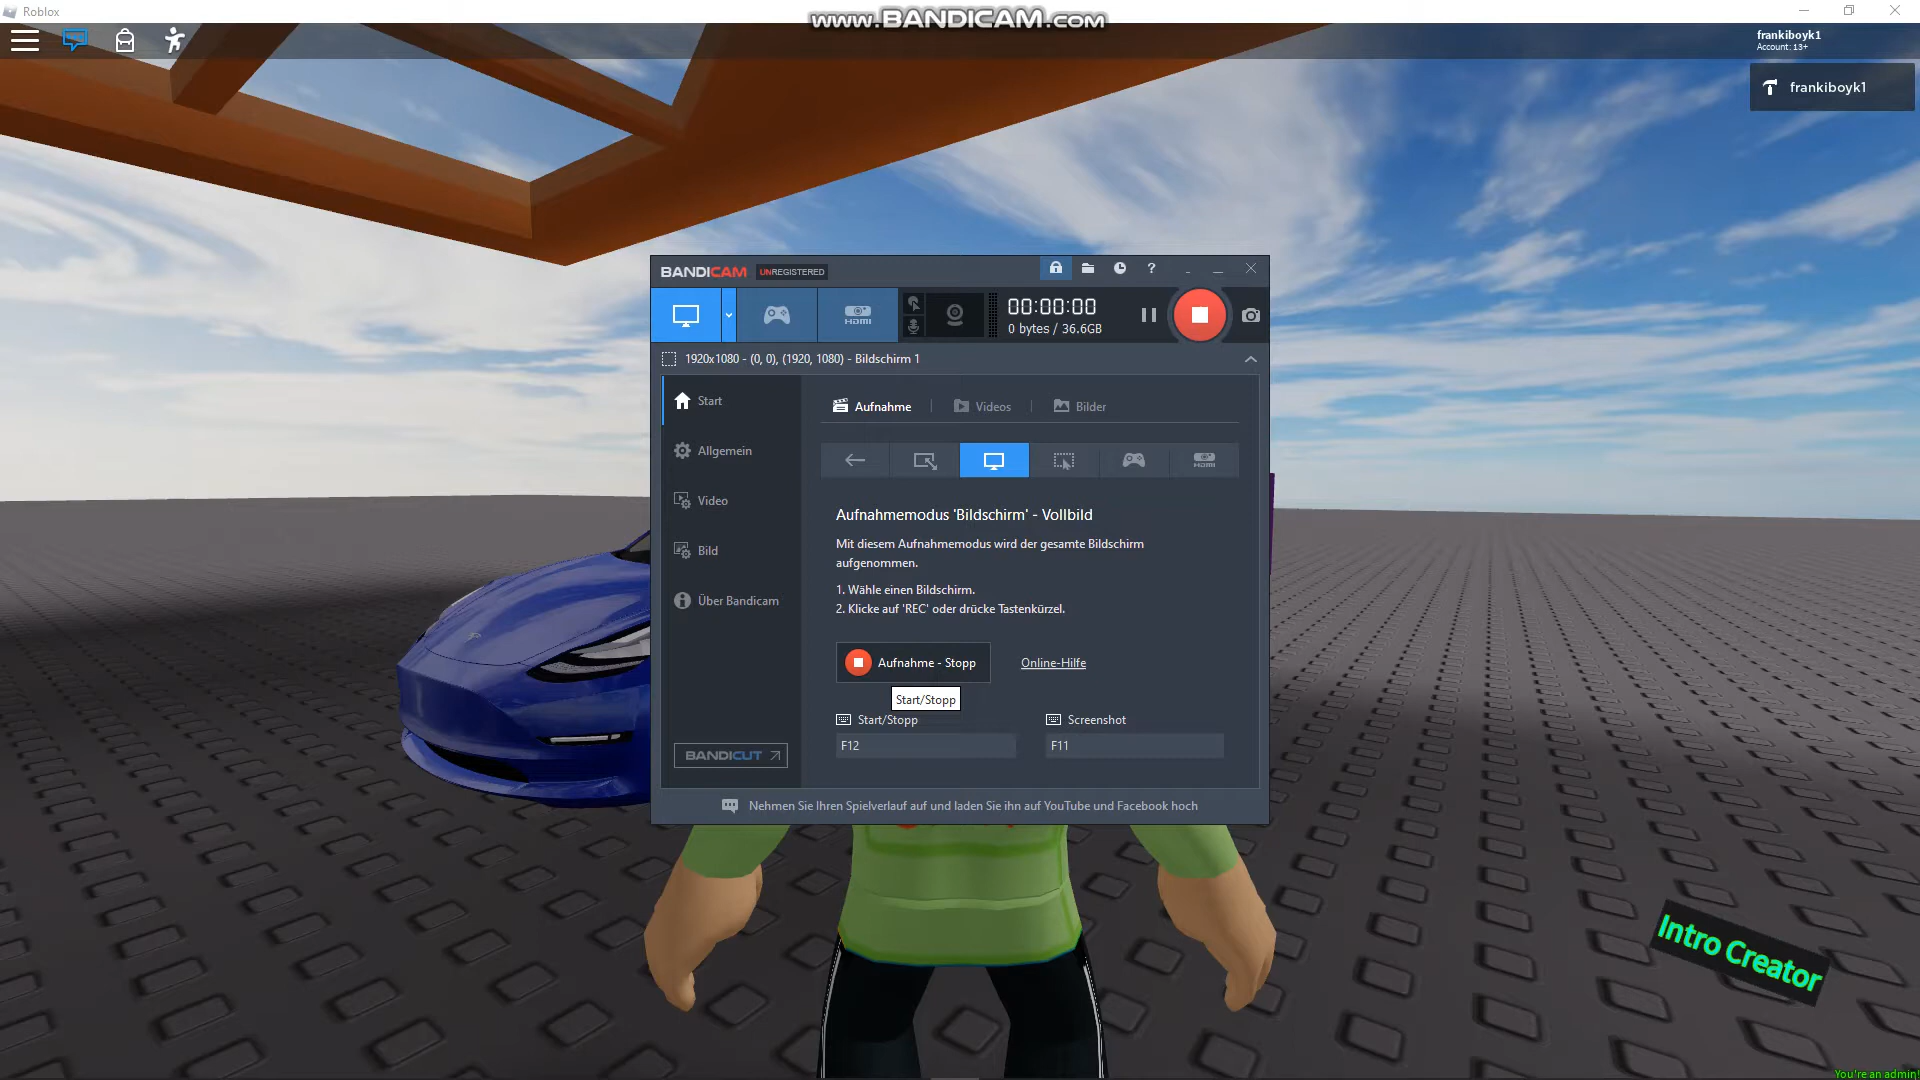 Roblox
www.BANDICAM.com
frankiboyk1
Account: 13+
frankiboyk1
BANDICAM UNREGISTERED
HDMI
00:00:00
0 bytes / 36.6GB
1920x1080 - (0, 0), (1920, 1080) - Bildschirm 1
Start
Allgemein
Video
Bild
Über Bandicam
BANDICUT
Aufnahme
Videos
Bilder
HDMI
Aufnahmemodus 'Bildschirm' - Vollbild
Mit diesem Aufnahmemodus wird der gesamte Bildschirm
aufgenommen.
1. Wähle einen Bildschirm.
2. Klicke auf 'REC' oder drücke Tastenkürzel.
Aufnahme - Stopp
Online-Hilfe
Start/Stopp
Start/Stopp
Screenshot
F12
F11
Nehmen Sie Ihren Spielverlauf auf und laden Sie ihn auf YouTube und Facebook hoch
Intro Creator
You're an admin!